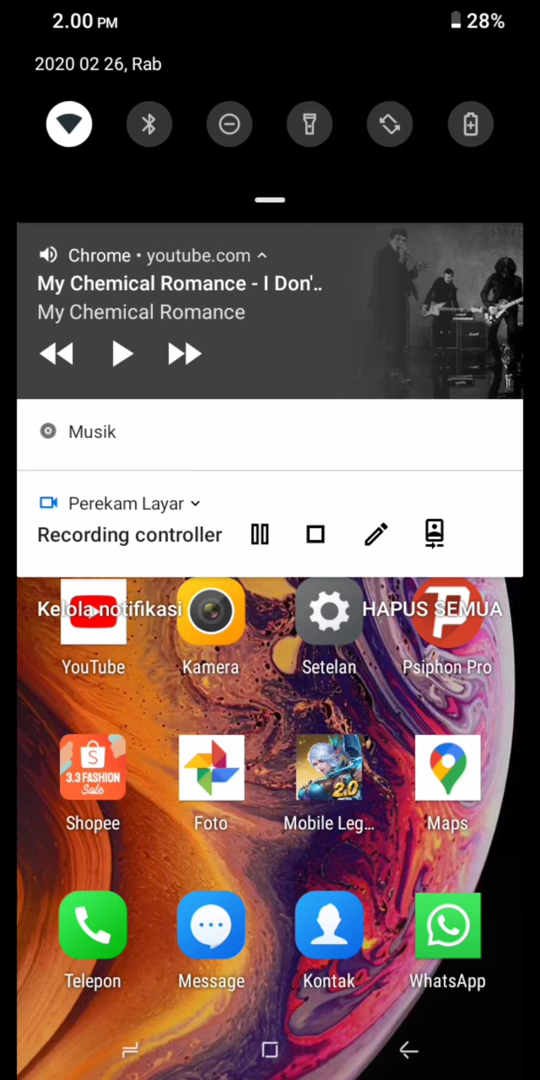 2.00 PM
28%
2020 02 26, Rab
Chrome • youtube.com
My Chemical Romance - I Don'..
My Chemical Romance
Musik
Perekam Layar
Recording controller
Kelola notifikasi
HAPUS SEMUA
YouTube
Kamera
Setelan
Psiphon Pro
3.3 FASHION
Sale
2.0
Shopee
Foto
Mobile Leg...
Maps
Telepon
Message
Kontak
WhatsApp